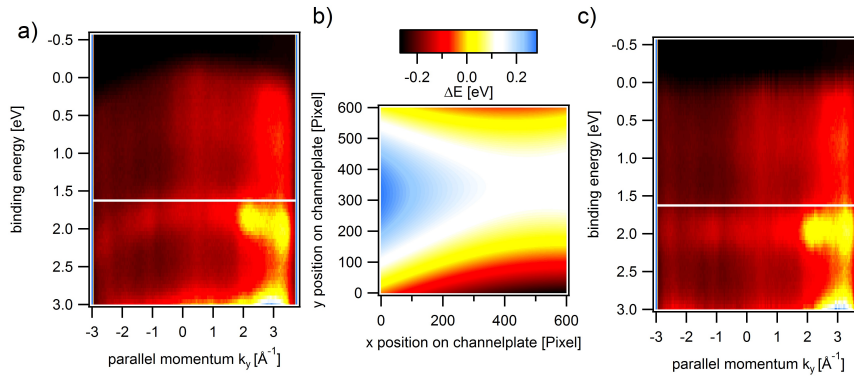 a)
-0.5
0.0
0.5
1.0
1.5
2.0
2.5
3.0
binding energy [eV]
-3 -2 -1 0 1 2 3
parallel momentum ky [Å-1]
b)
-0.2 0.0 0.2
ΔE [eV]
600
500
400
300
200
100
0
y position on channelplate [Pixel]
0 200 400 600
x position on channelplate [Pixel]
c)
-0.5
0.0
0.5
1.0
1.5
2.0
2.5
3.0
binding energy [eV]
-3 -2 -1 0 1 2 3
parallel momentum ky [Å-1]